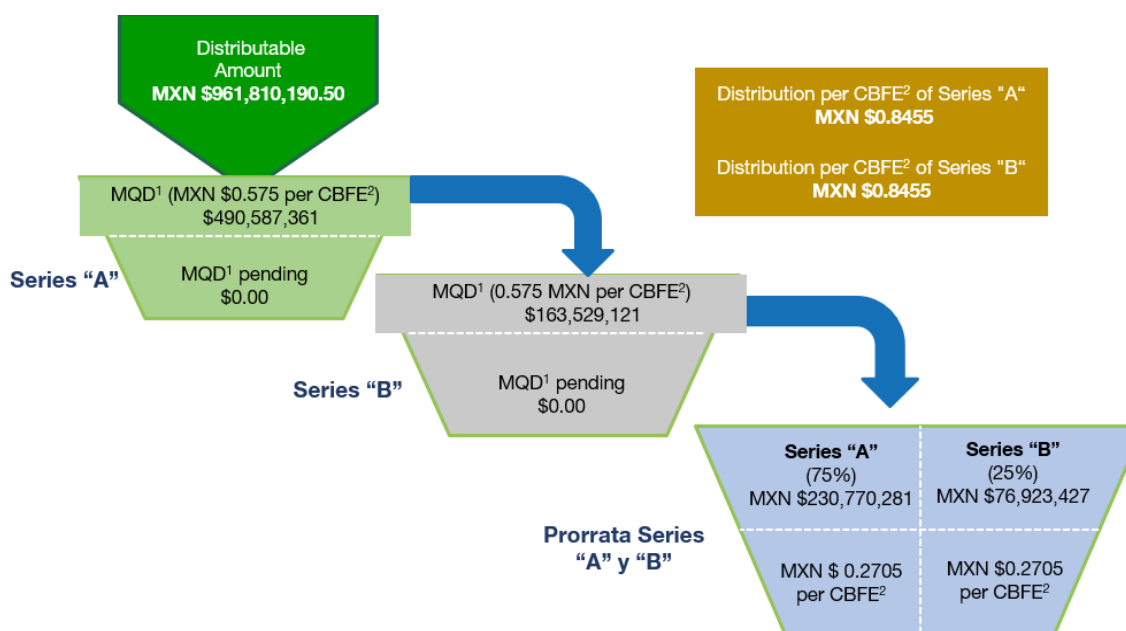 Distributable
Amount
MXN $961,810,190.50
Distribution per CBFE² of Series "A“
MXN $0.8455
Distribution per CBFE² of Series "B“
MXN $0.8455
MQD¹ (MXN $0.575 per CBFE²)
$490,587,361
MQD¹ pending
$0.00
Series “A”
MQD¹ (0.575 MXN per CBFE²)
$163,529,121
MQD¹ pending
$0.00
Series “B”
Series “A”
(75%)
MXN $230,770,281
Series “B”
(25%)
MXN $76,923,427
Prorrata Series
“A” y “B”
MXN $ 0.2705
per CBFE²
MXN $0.2705
per CBFE²